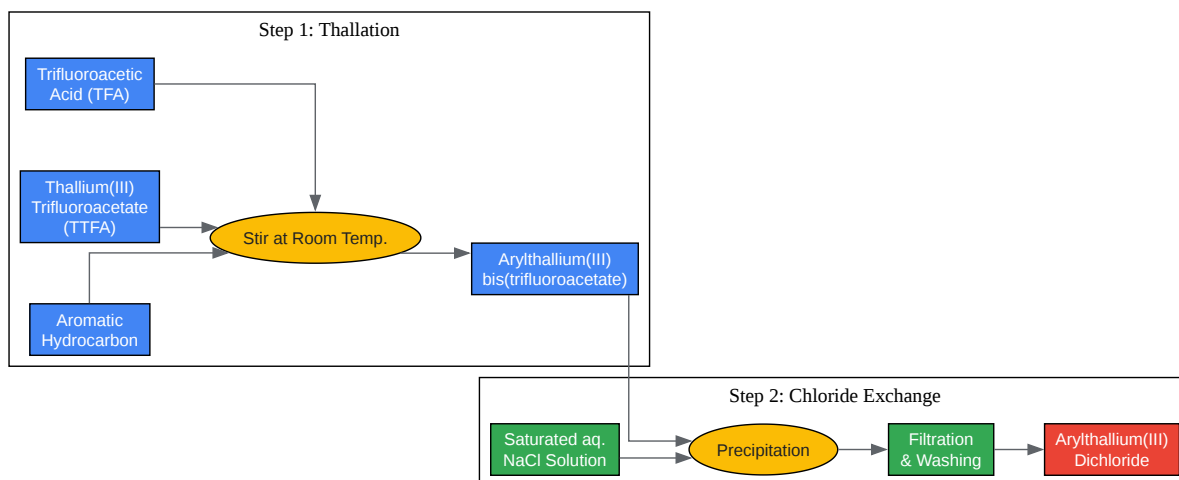 Step 1: Thallation
Trifluoroacetic
Acid (TFA)
Thallium(III)
Trifluoroacetate
(TTFA)
Stir at Room Temp.
Arylthallium(III)
bis(trifluoroacetate)
Aromatic
Hydrocarbon
Step 2: Chloride Exchange
Saturated aq.
NaCl Solution
Precipitation
Filtration
& Washing
Arylthallium(III)
Dichloride